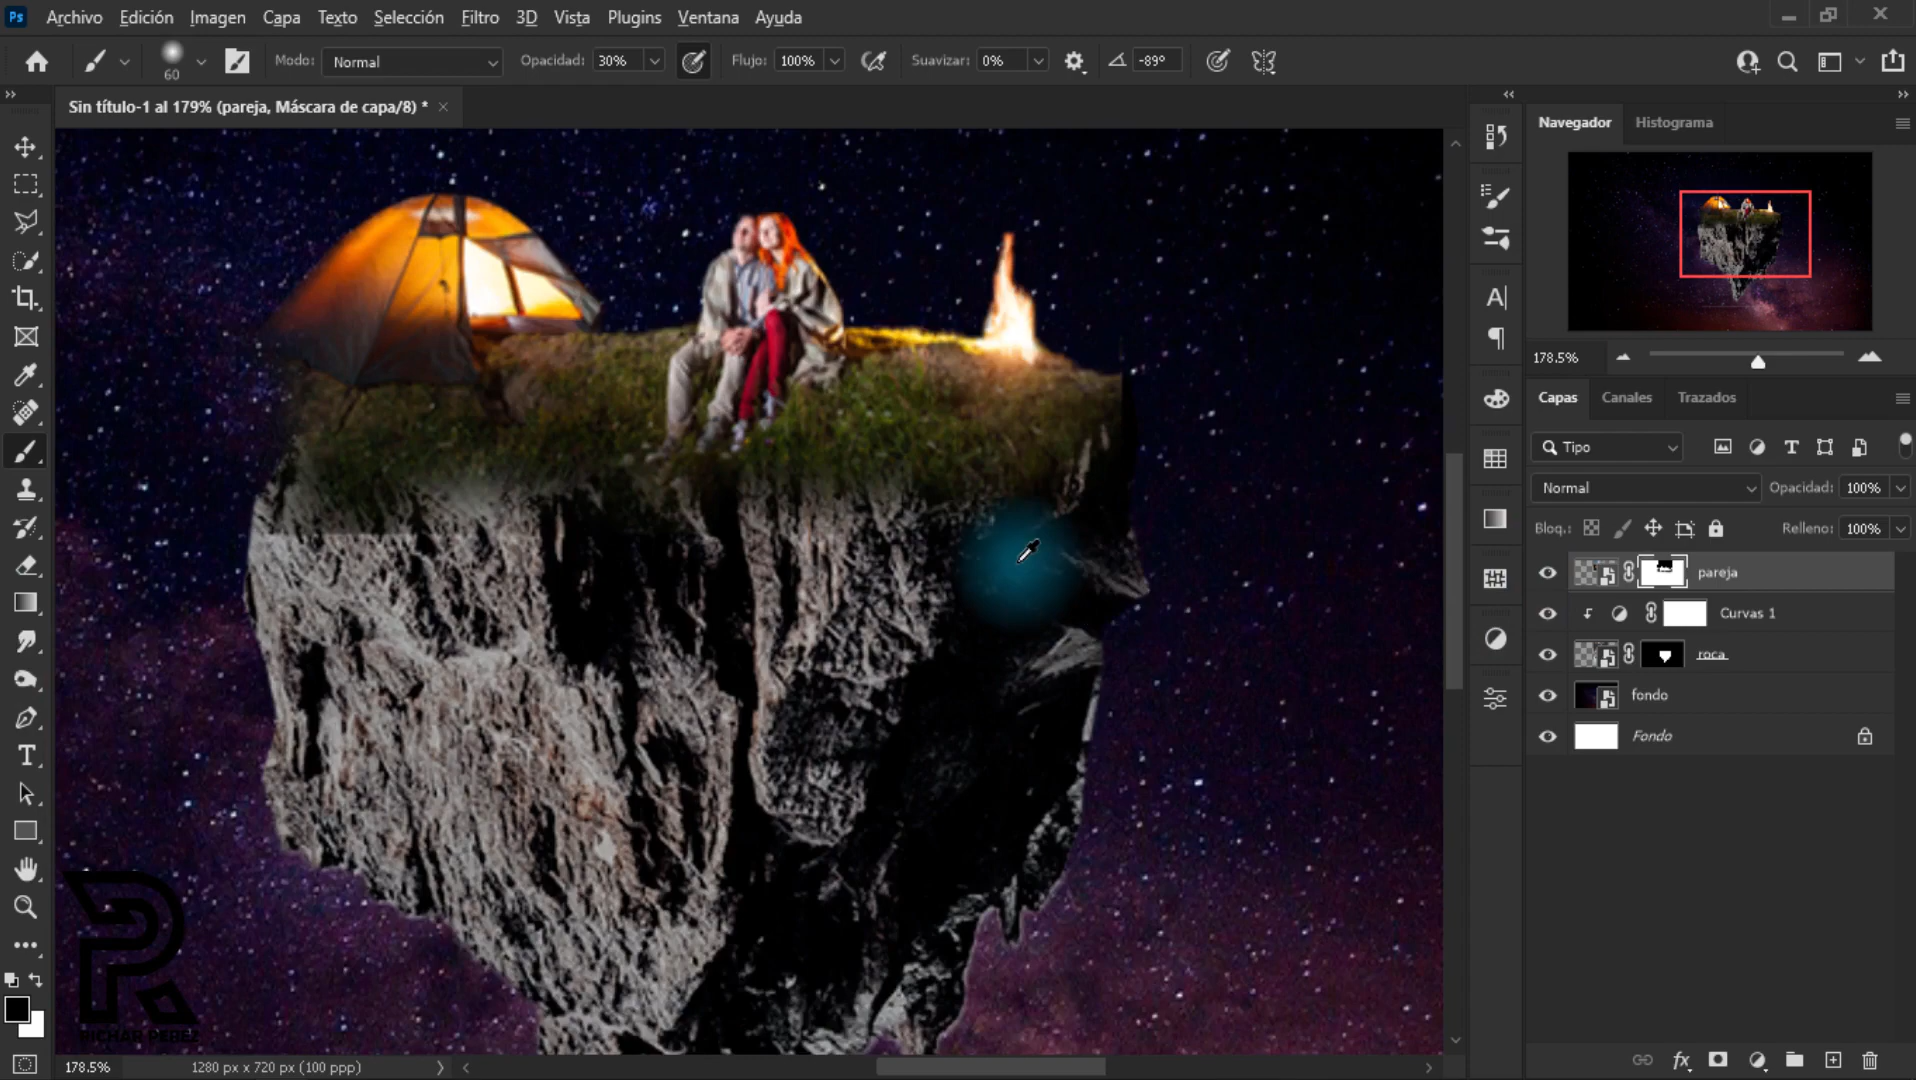 Ps Archivo Edición Imagen Capa Texto Selección Filtro 3D Vista Plugins Ventana Ayuda
60 Modo: Normal Opacidad: 30% Flujo: 100% Suavizar: 0% -89°
Sin título-1 al 179% (pareja, Máscara de capa/8) *
Navegador Histograma
178.5%
Capas Canales Trazados
Tipo
Normal Opacidad: 100%
Bloq.: Relleno: 100%
pareja
Curvas 1
roca
fondo
Fondo
RICHAR PEREZ
178.5% 1280 px x 720 px (100 ppp)